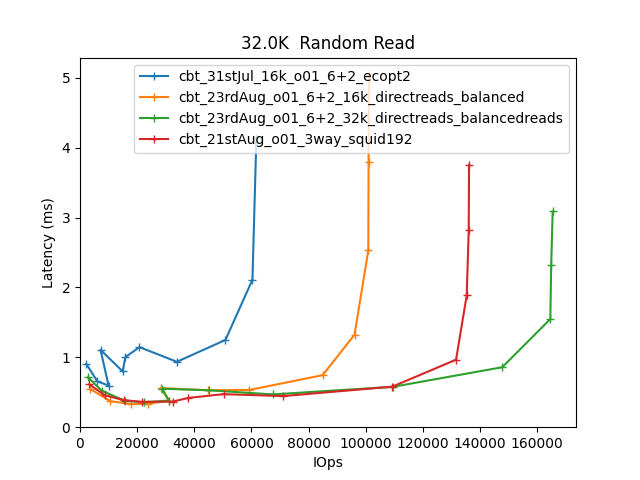 32.0K  Random Read
cbt_31stJul_16k_o01_6+2_ecopt2
cbt_23rdAug_o01_6+2_16k_directreads_balanced
cbt_23rdAug_o01_6+2_32k_directreads_balancedreads
cbt_21stAug_o01_3way_squid192
Latency (ms)
5
4
3
2
1
0
0 20000 40000 60000 80000 100000 120000 140000 160000
IOps